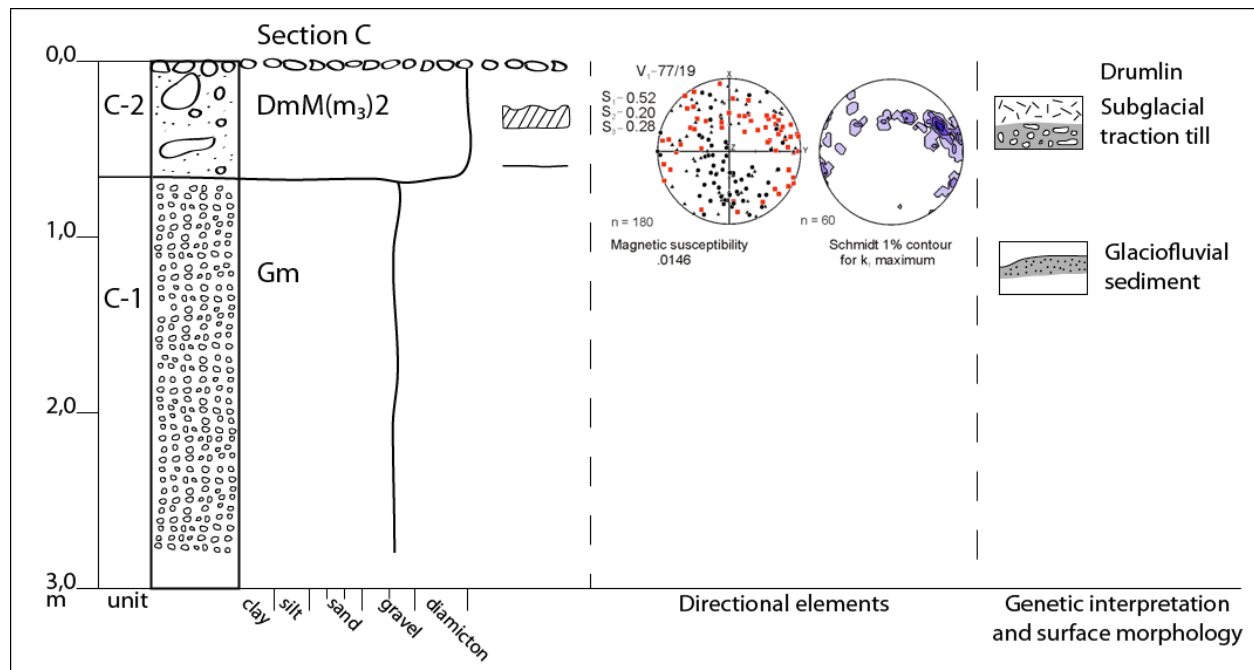 Section C
0,0
C-2
DmM(m₃)2
1,0
C-1
Gm
2,0
3,0
m
unit
clay
silt
sand
gravel
diamicton
V₁-77/19
S₁-0.52
S₂-0.20
S₃-0.28
X
Y
Z
n = 180
n = 60
Magnetic susceptibility
.0146
Schmidt 1% contour
for k₁ maximum
Directional elements
Drumlin
Subglacial
traction till
Glaciofluvial
sediment
Genetic interpretation
and surface morphology